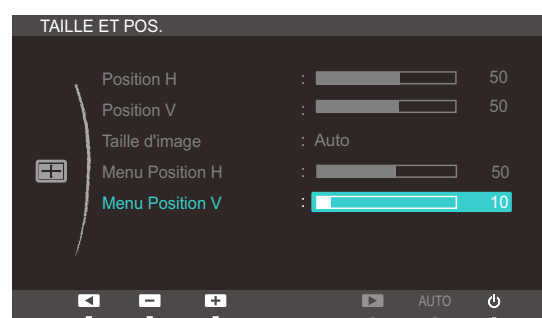 TAILLE ET POS.
Position H : 50
Position V : 50
Taille d'image : Auto
Menu Position H : 50
Menu Position V : 10
AUTO